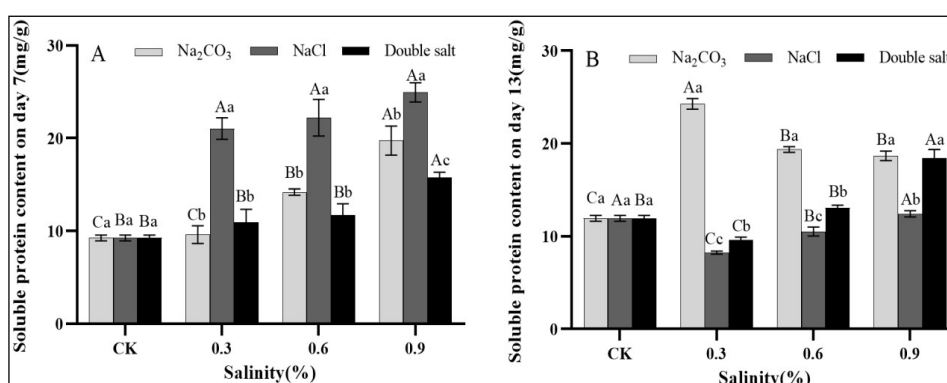 A
Na₂CO₃ NaCl Double salt
Soluble protein content on day 7(mg/g)
30
20
10
0
Ca Ba Ba
Cb Aa Bb
Bb Aa Bb
Ab Aa Ac
CK 0.3 0.6 0.9
Salinity(%)
B
Na₂CO₃ NaCl Double salt
Soluble protein content on day 13(mg/g)
30
20
10
0
Ca Aa Ba
Aa Cc Cb
Ba Bc Bb
Ba Ab Aa
CK 0.3 0.6 0.9
Salinity(%)